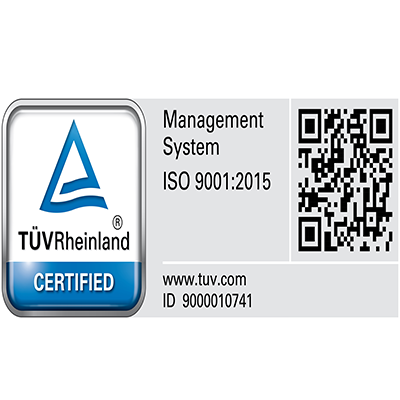 TÜVRheinland®
CERTIFIED
Management
System
ISO 9001:2015
www.tuv.com
ID 9000010741